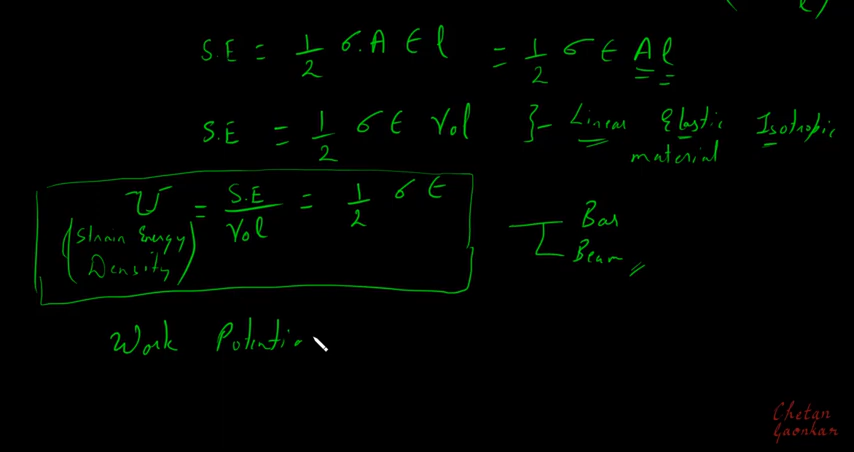 l)
S.E = 1/2 σ.A ϵ l = 1/2 σ ϵ A l
S.E = 1/2 σ ϵ Vol }- Linear Elastic Isotropic
material
U = S.E/Vol = 1/2 σ ϵ
(Strain Energy
Density)
Bar
Beam
Work Potentia
Chetan
Gaonkar